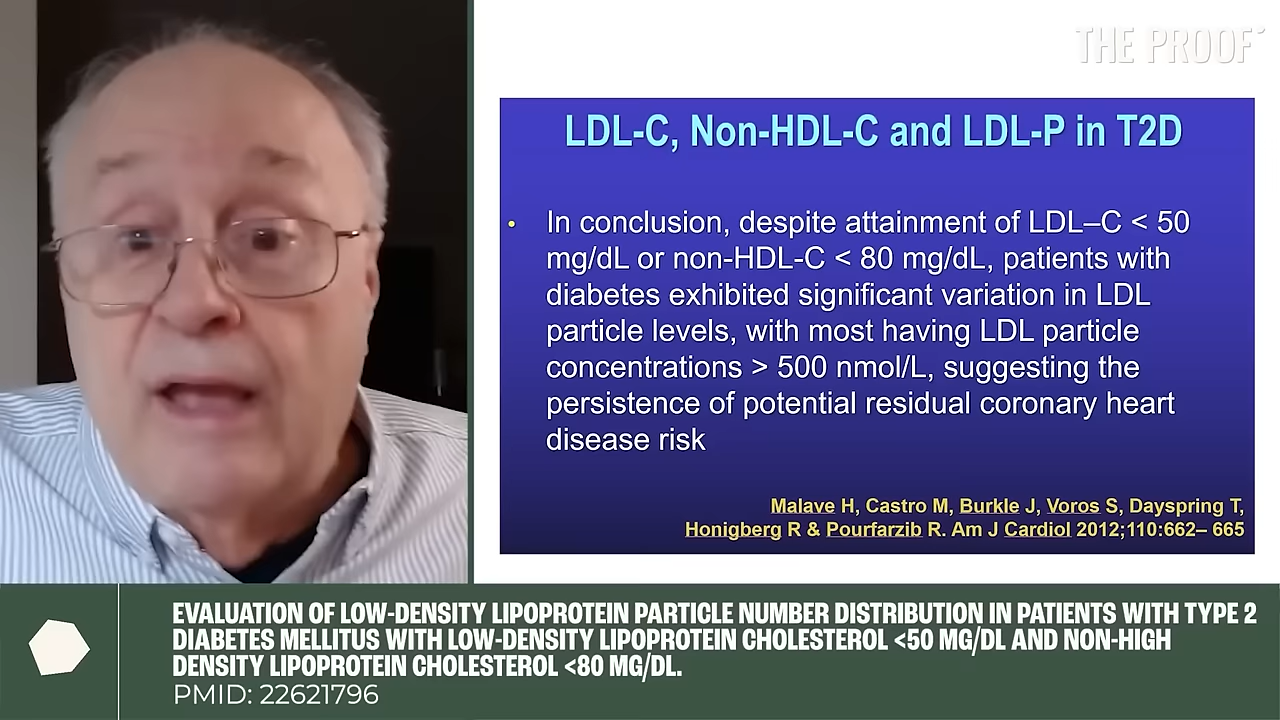 THE PROOF
LDL-C, Non-HDL-C and LDL-P in T2D
• In conclusion, despite attainment of LDL–C < 50
mg/dL or non-HDL-C < 80 mg/dL, patients with
diabetes exhibited significant variation in LDL
particle levels, with most having LDL particle
concentrations > 500 nmol/L, suggesting the
persistence of potential residual coronary heart
disease risk
Malave H, Castro M, Burkle J, Voros S, Dayspring T,
Honigberg R & Pourfarzib R. Am J Cardiol 2012;110:662– 665
EVALUATION OF LOW-DENSITY LIPOPROTEIN PARTICLE NUMBER DISTRIBUTION IN PATIENTS WITH TYPE 2
DIABETES MELLITUS WITH LOW-DENSITY LIPOPROTEIN CHOLESTEROL <50 MG/DL AND NON-HIGH
DENSITY LIPOPROTEIN CHOLESTEROL <80 MG/DL.
PMID: 22621796